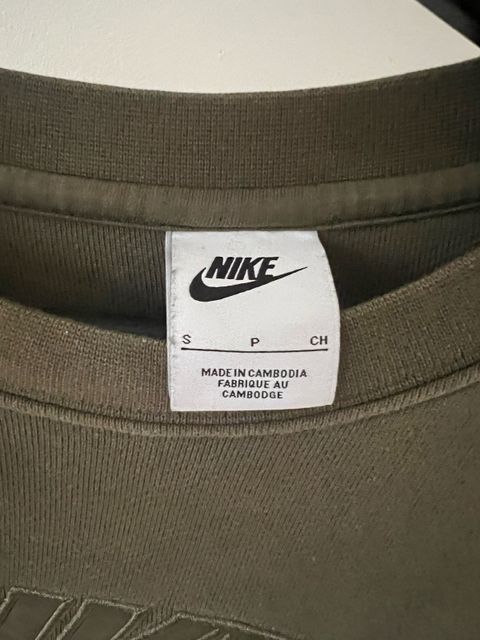 NIKE
S P CH
MADE IN CAMBODIA
FABRIQUE AU
CAMBODGE